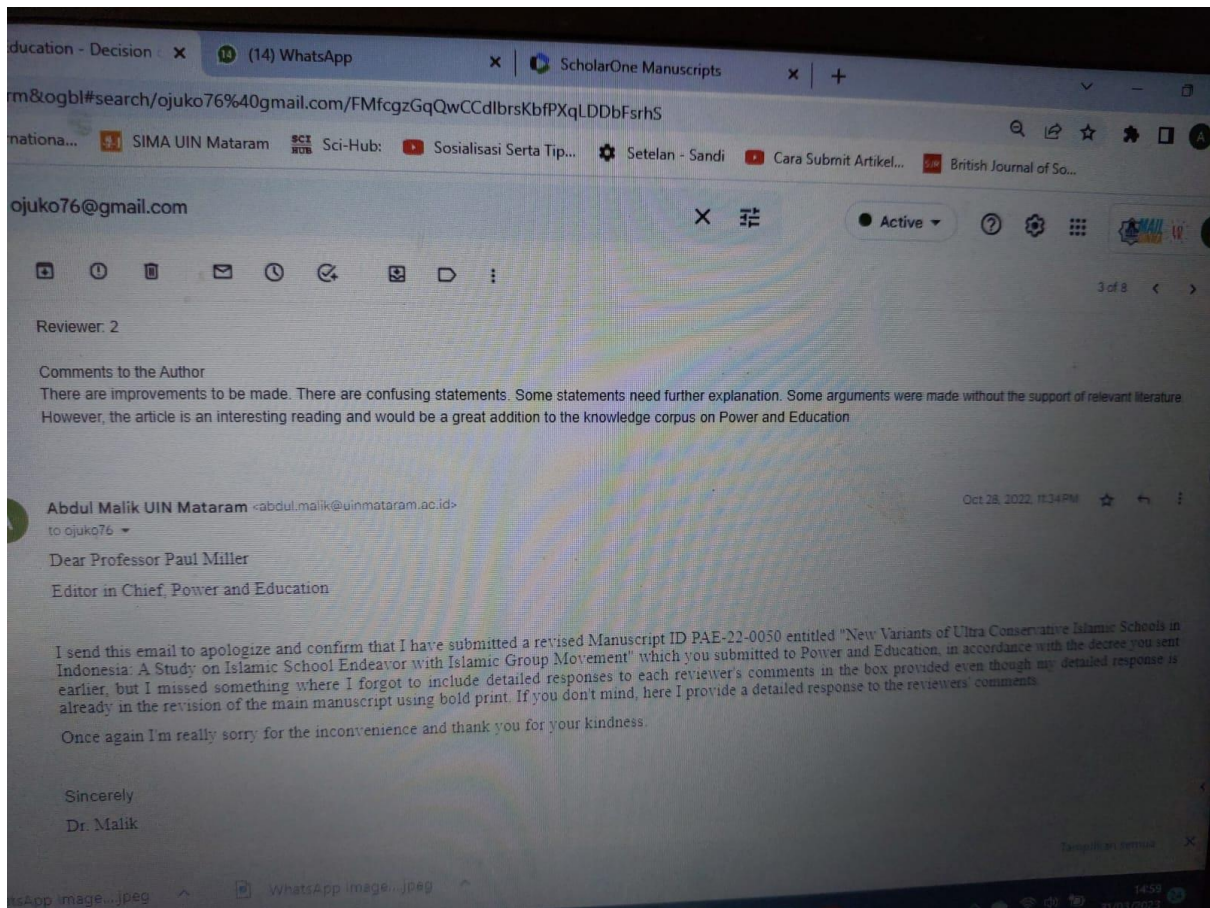 ducation - Decision
(14) WhatsApp
ScholarOne Manuscripts
rm&ogbl#search/ojuko76%40gmail.com/FMfcgzGqQwCCdlbrsKbfPXqLDDbFsrhS
rnationa...
SIMA UIN Mataram
SCI HUB Sci-Hub:
Sosialisasi Serta Tip...
Setelan - Sandi
Cara Submit Artikel...
British Journal of So...
ojuko76@gmail.com
Active
3 of 8
Reviewer: 2
Comments to the Author
There are improvements to be made. There are confusing statements. Some statements need further explanation. Some arguments were made without the support of relevant literature.
However, the article is an interesting reading and would be a great addition to the knowledge corpus on Power and Education
Abdul Malik UIN Mataram <abdul.malik@uinmataram.ac.id>
Oct 28, 2022, 11:34 PM
to ojuko76
Dear Professor Paul Miller
Editor in Chief, Power and Education
I send this email to apologize and confirm that I have submitted a revised Manuscript ID PAE-22-0050 entitled "New Variants of Ultra Conservative Islamic Schools in
Indonesia: A Study on Islamic School Endeavor with Islamic Group Movement" which you submitted to Power and Education, in accordance with the decree you sent
earlier, but I missed something where I forgot to include detailed responses to each reviewer's comments in the box provided even though my detailed response is
already in the revision of the main manuscript using bold print. If you don't mind, here I provide a detailed response to the reviewers' comments.
Once again I'm really sorry for the inconvenience and thank you for your kindness.
Sincerely
Dr. Malik
Tampilkan semua
tsApp Image...jpeg
WhatsApp Image...jpeg
14:59